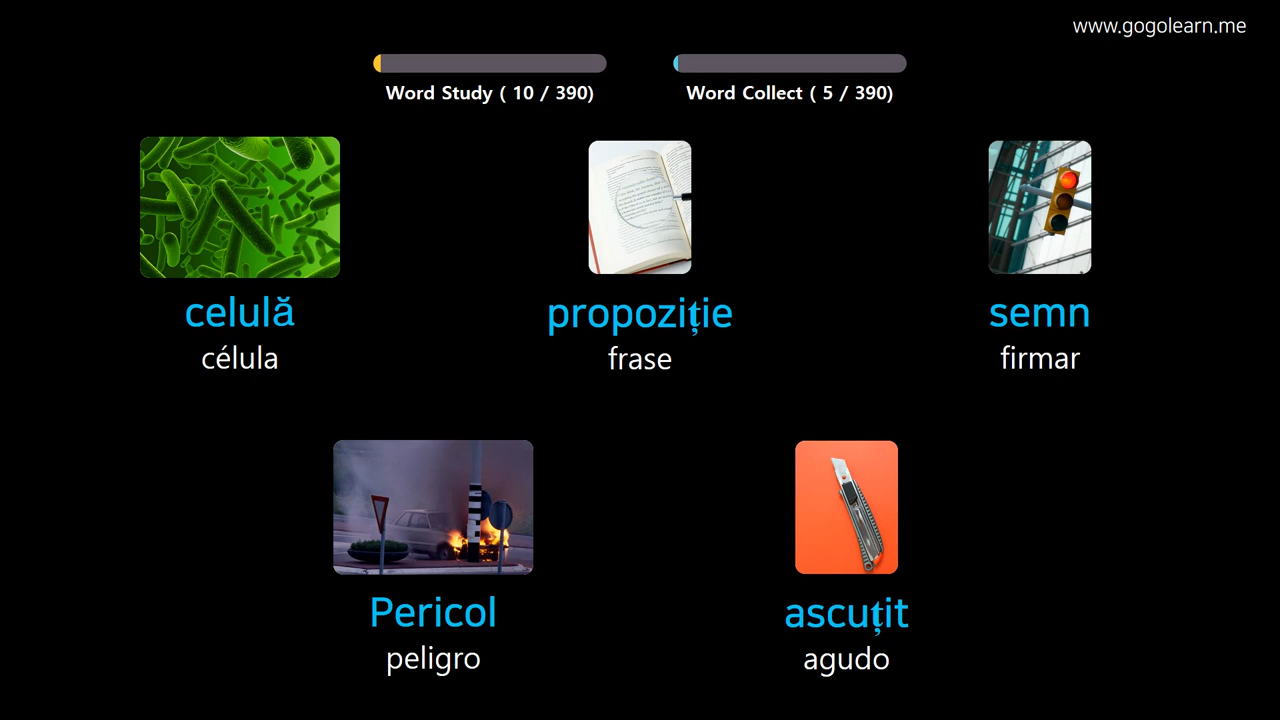 www.gogolearn.me
Word Study ( 10 / 390)
Word Collect ( 5 / 390)
celulă
célula
propoziție
frase
semn
firmar
Pericol
peligro
ascuțit
agudo